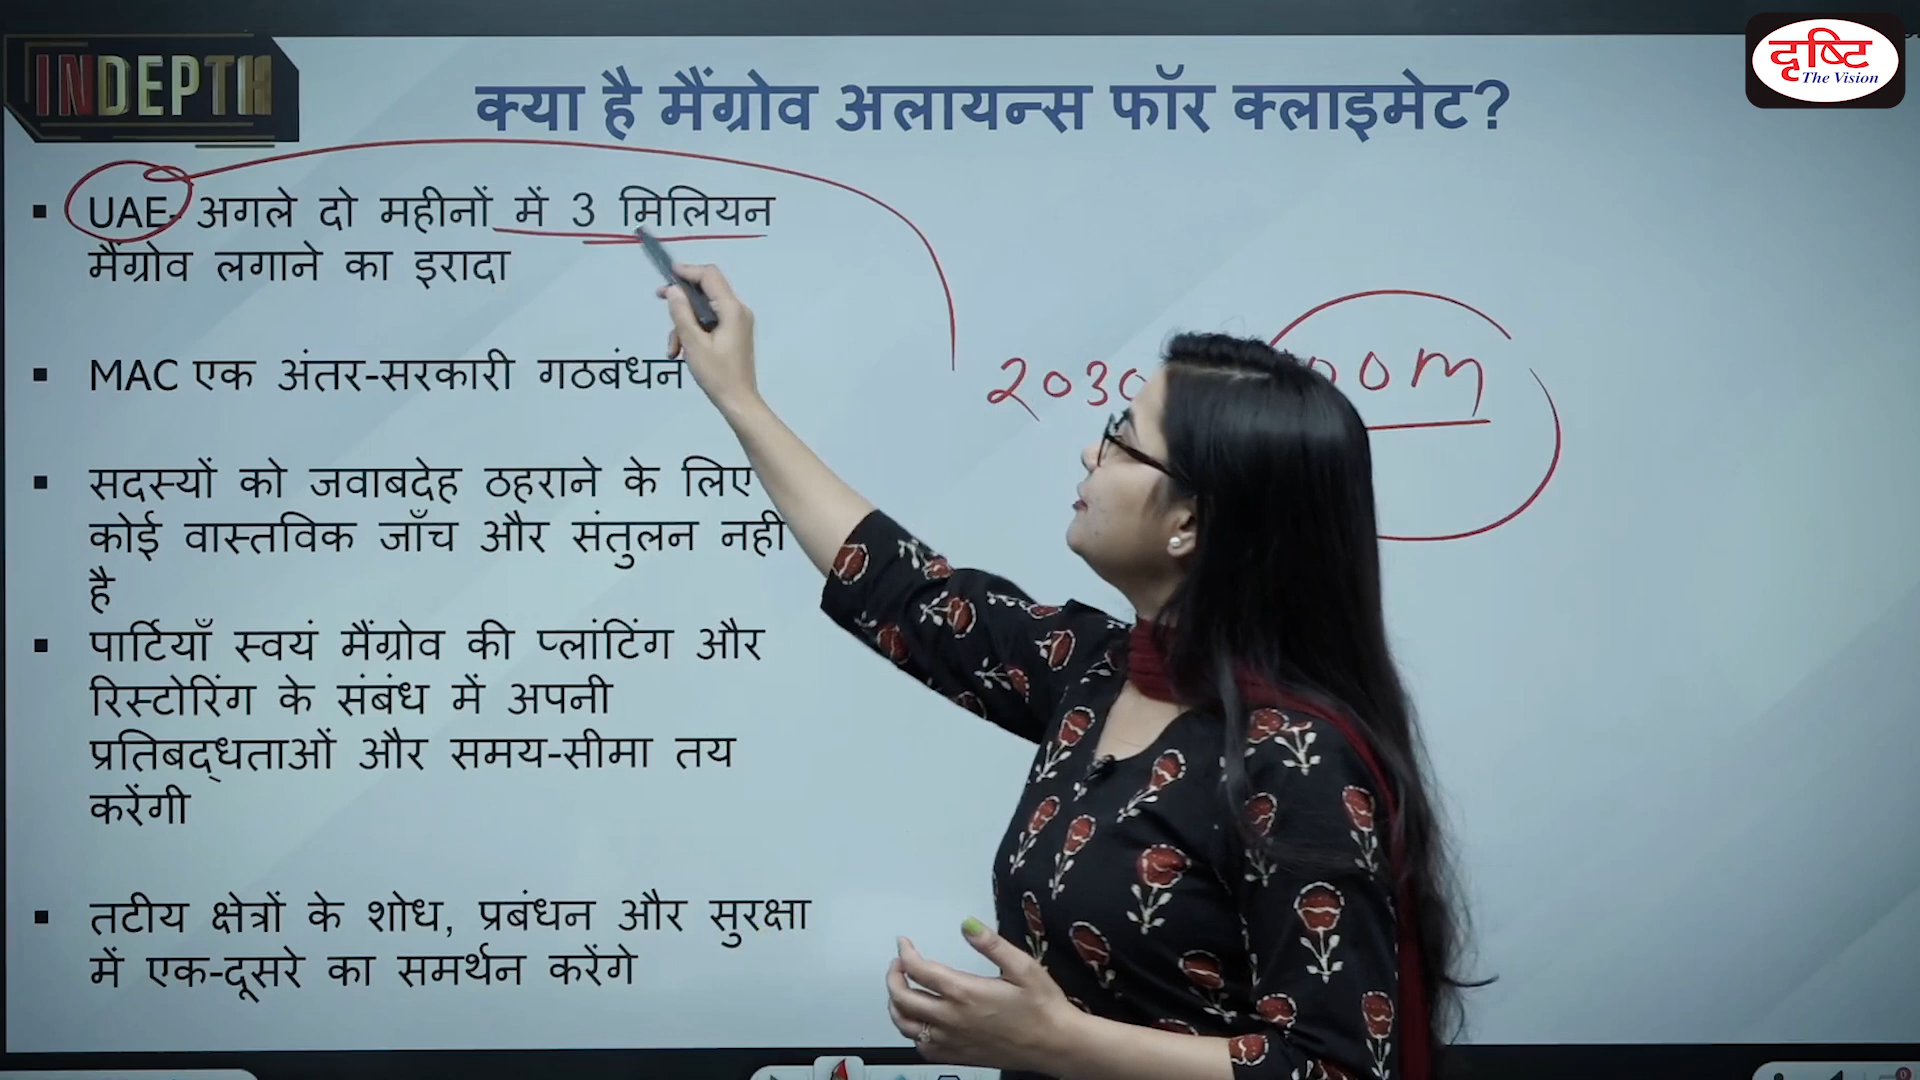 INDEPTH
दृष्टि
The Vision
क्या है मैंग्रोव अलायन्स फॉर क्लाइमेट?
▪ UAE- अगले दो महीनों में 3 मिलियन
मैंग्रोव लगाने का इरादा
▪ MAC एक अंतर-सरकारी गठबंधन
▪ सदस्यों को जवाबदेह ठहराने के लिए
कोई वास्तविक जाँच और संतुलन नही
है
▪ पार्टियाँ स्वयं मैंग्रोव की प्लांटिंग और
रिस्टोरिंग के संबंध में अपनी
प्रतिबद्धताओं और समय-सीमा तय
करेंगी
▪ तटीय क्षेत्रों के शोध, प्रबंधन और सुरक्षा
में एक-दूसरे का समर्थन करेंगे
2030